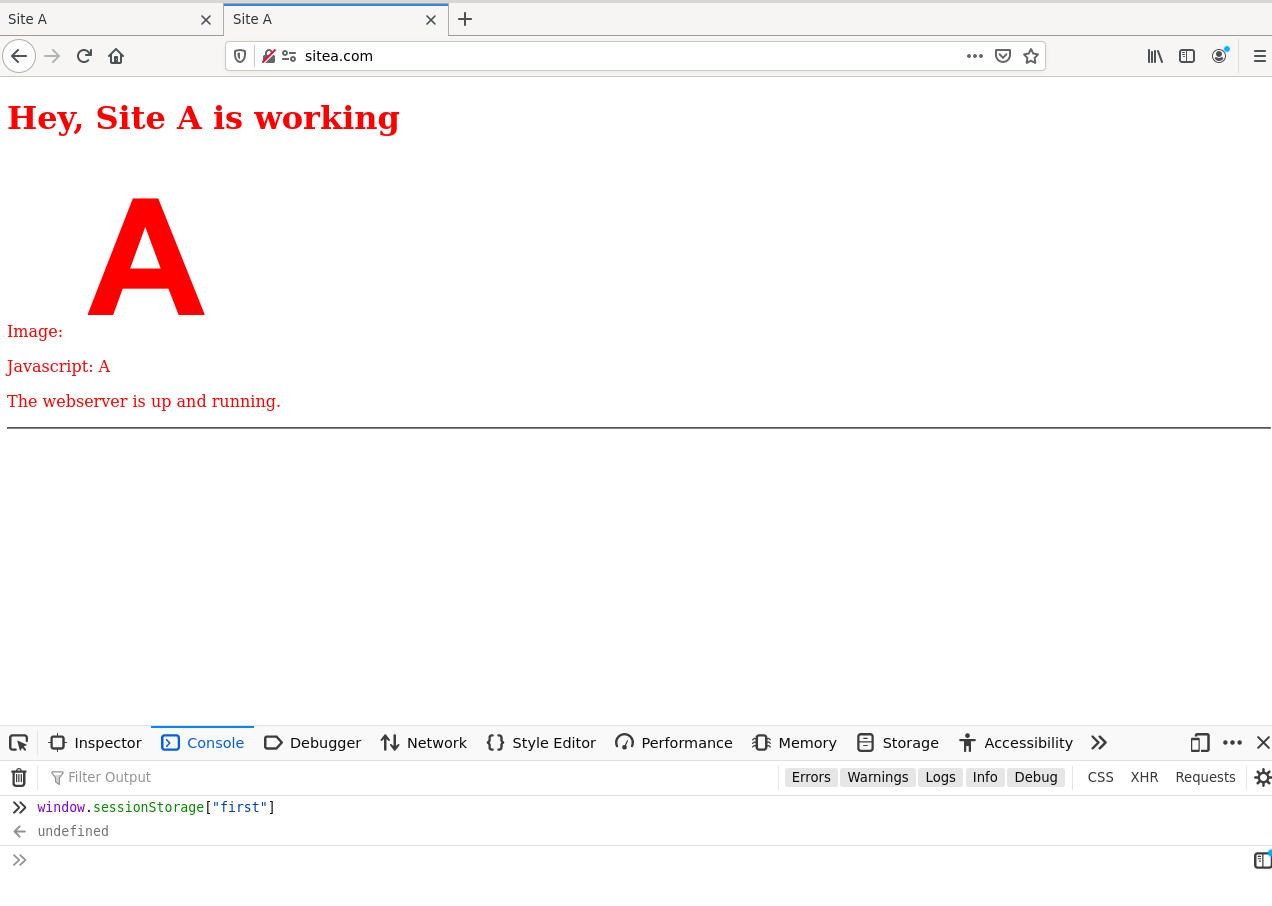 Site A Site A
sitea.com
Hey, Site A is working
A
Image:
Javascript: A
The webserver is up and running.
Inspector Console Debugger Network Style Editor Performance Memory Storage Accessibility
Filter Output Errors Warnings Logs Info Debug CSS XHR Requests
window.sessionStorage["first"]
undefined